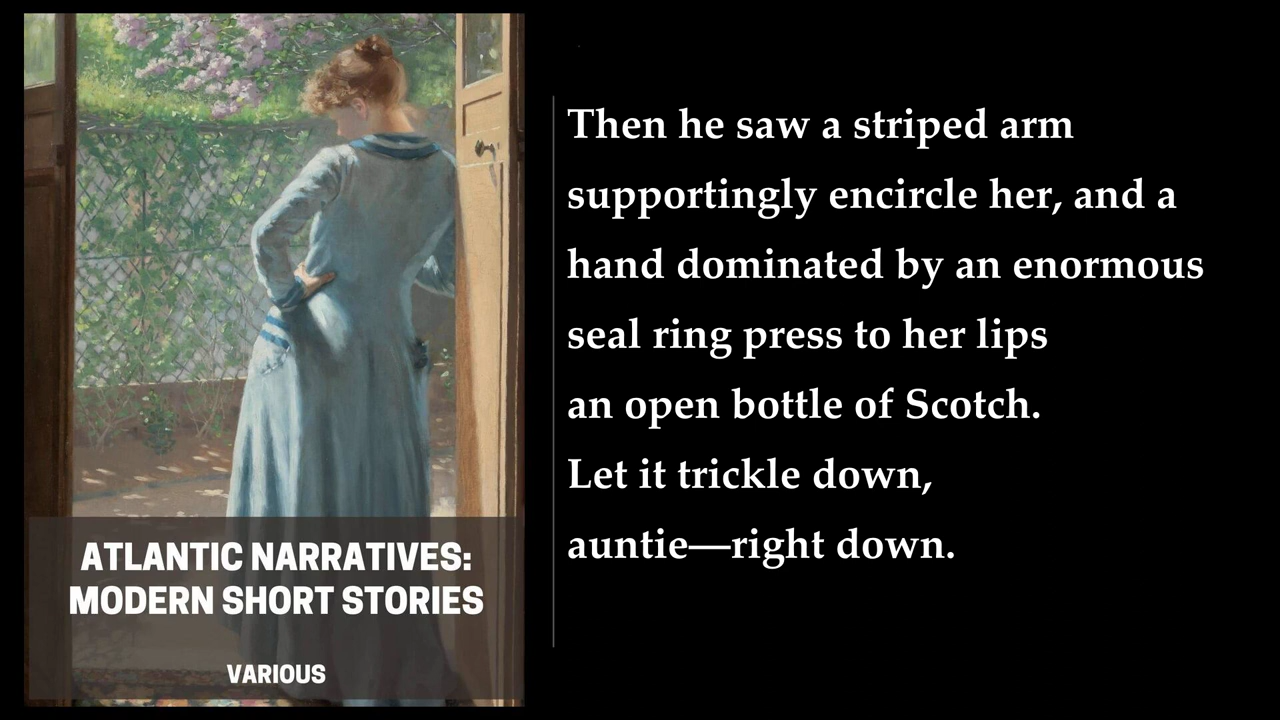 Then he saw a striped arm
supportingly encircle her, and a
hand dominated by an enormous
seal ring press to her lips
an open bottle of Scotch.
Let it trickle down,
auntie—right down.
ATLANTIC NARRATIVES:
MODERN SHORT STORIES
VARIOUS